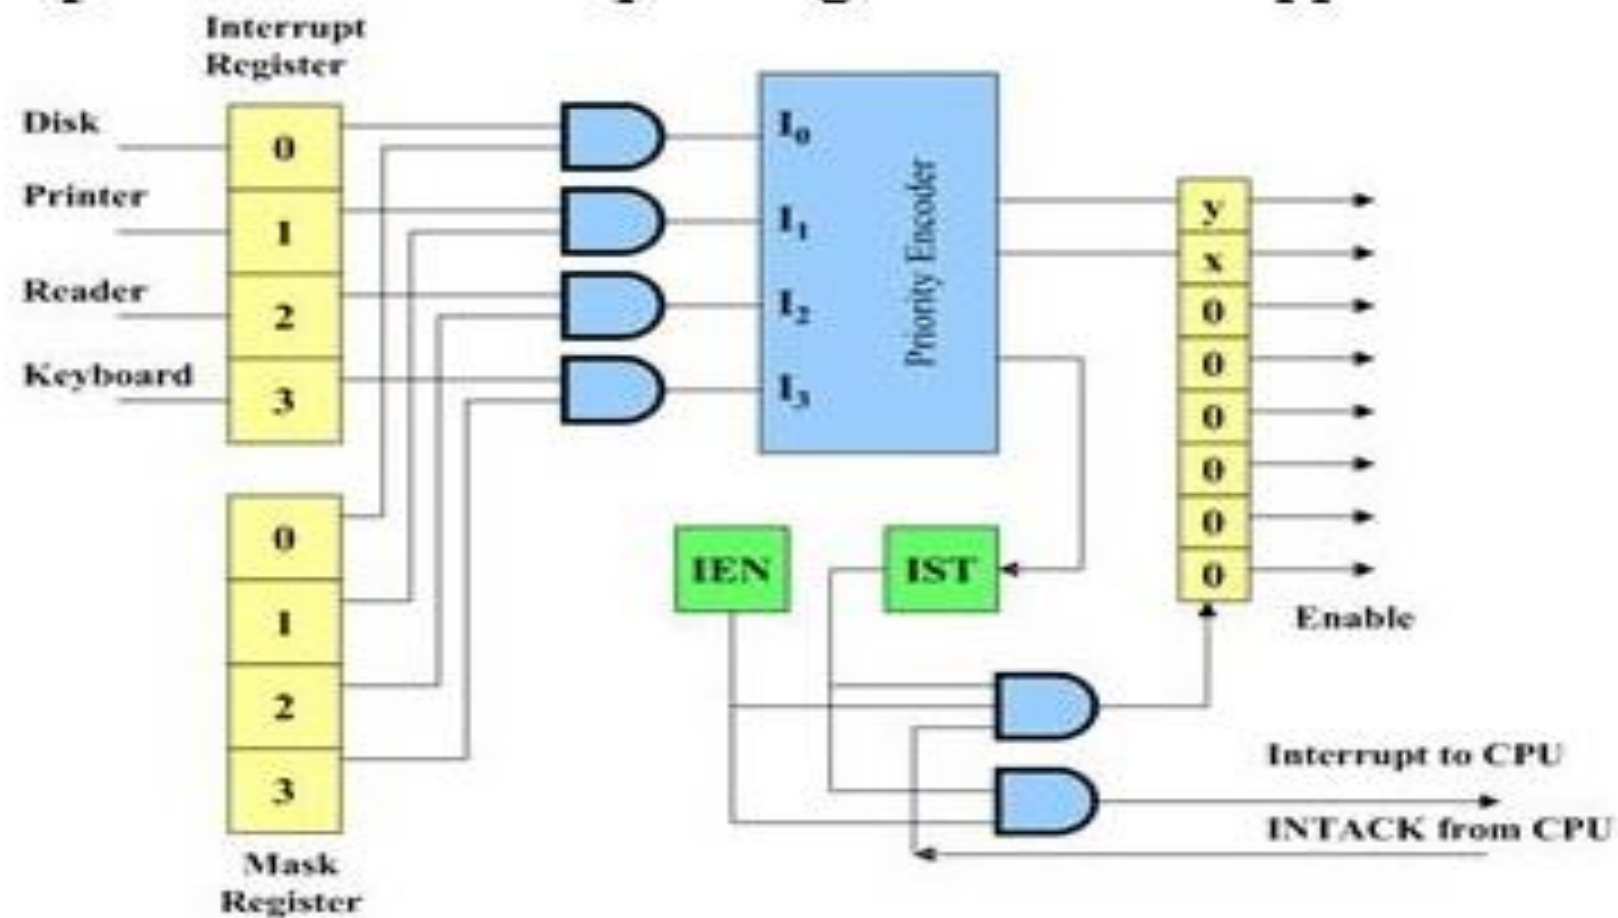 Interrupt
Register
Disk
0
Printer
1
Reader
2
Keyboard
3
I0
I1
I2
I3
Priority Encoder
y
x
0
0
0
0
0
0
Enable
0
1
2
3
Mask
Register
IEN
IST
Interrupt to CPU
INTACK from CPU